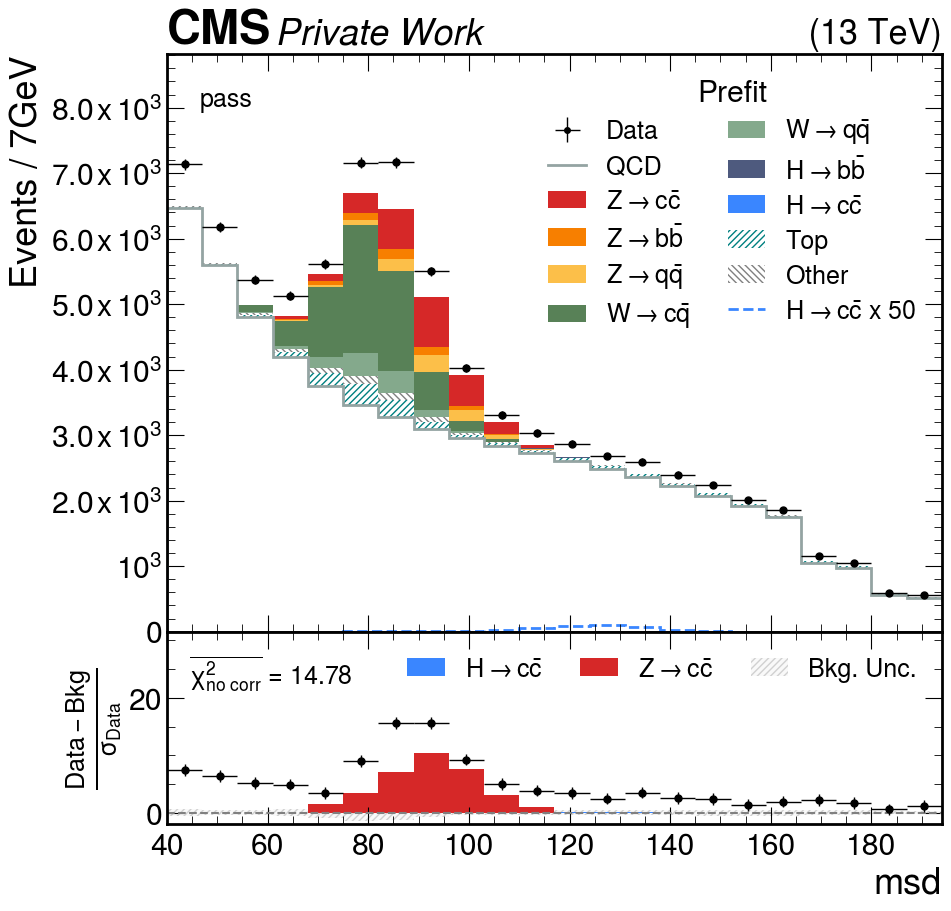 CMS Private Work (13 TeV)
Events / 7GeV
8.0 x 10³
7.0 x 10³
6.0 x 10³
5.0 x 10³
4.0 x 10³
3.0 x 10³
2.0 x 10³
10³
0
pass
Prefit
Data
QCD
Z → cc̄
Z → bb̄
Z → qq̄
W → cq̄
W → qq̄
H → bb̄
H → cc̄
Top
Other
H → cc̄ x 50
Data – Bkg
σ_Data
20
0
χ²_no corr = 14.78
H → cc̄
Z → cc̄
Bkg. Unc.
40 60 80 100 120 140 160 180
msd